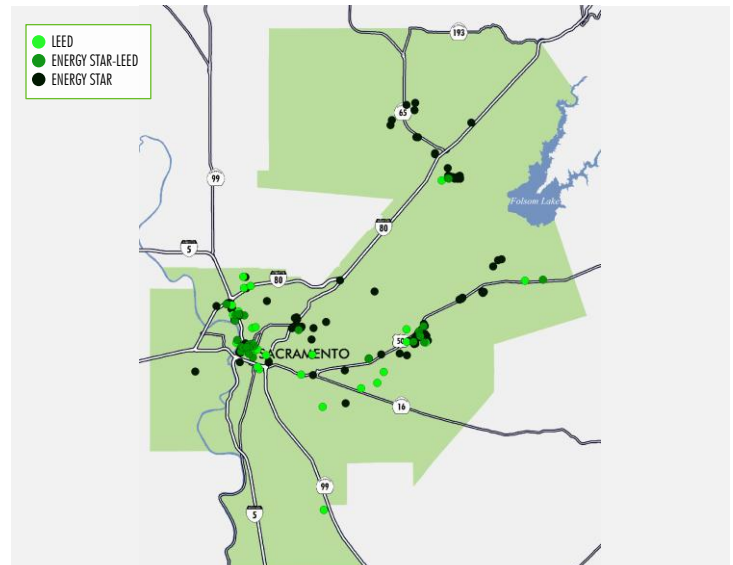 LEED
ENERGY STAR-LEED
ENERGY STAR
193
65
99
Folsom Lake
80
5
80
50
SACRAMENTO
16
99
5